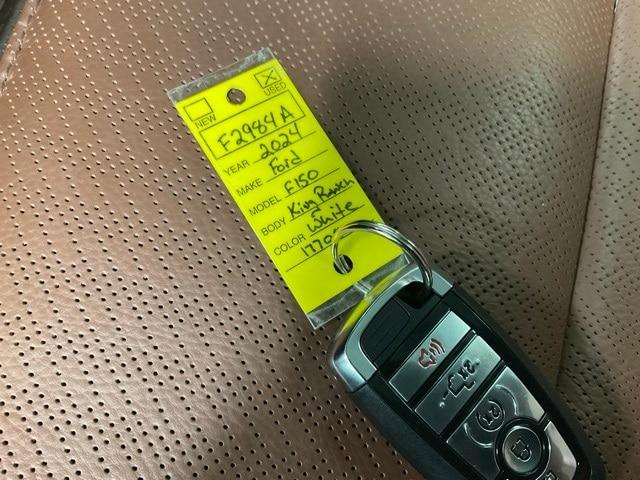 NEW
USED
F2984A
YEAR 2024
MAKE Ford
MODEL F150
BODY King Ranch
COLOR White